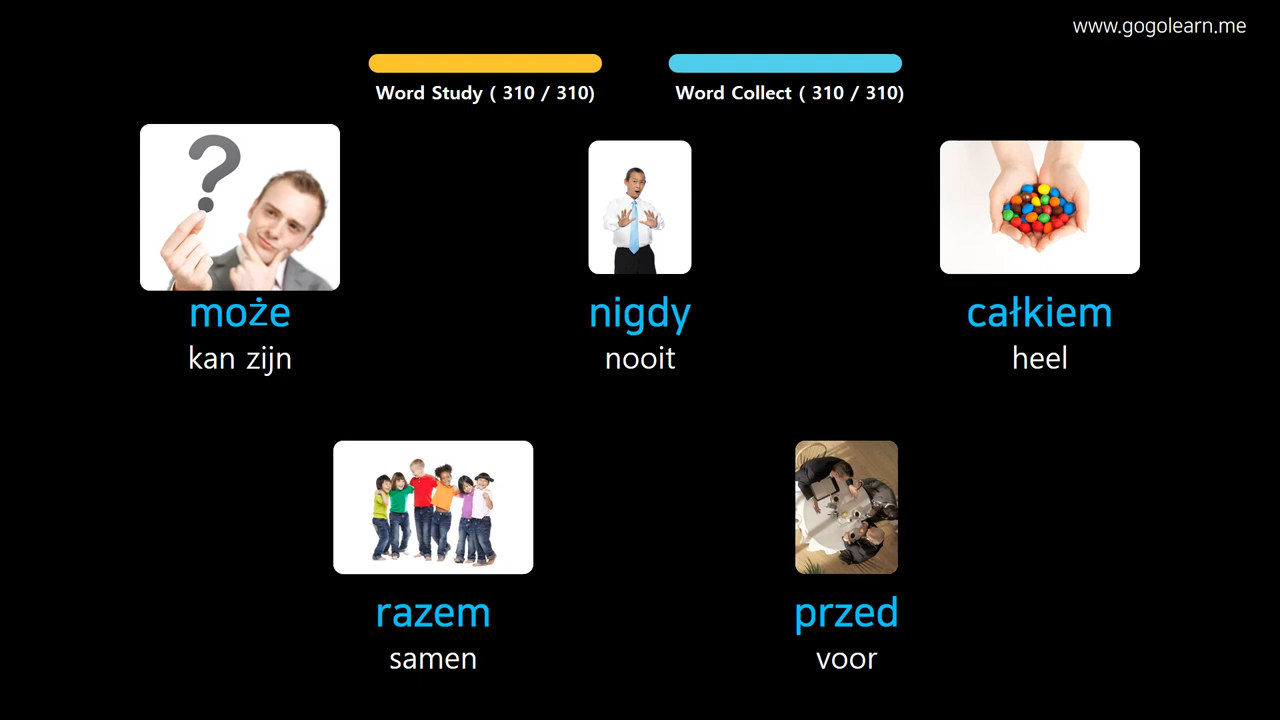 www.gogolearn.me
Word Study ( 310 / 310)
Word Collect ( 310 / 310)
może
nigdy
całkiem
kan zijn
nooit
heel
razem
przed
samen
voor